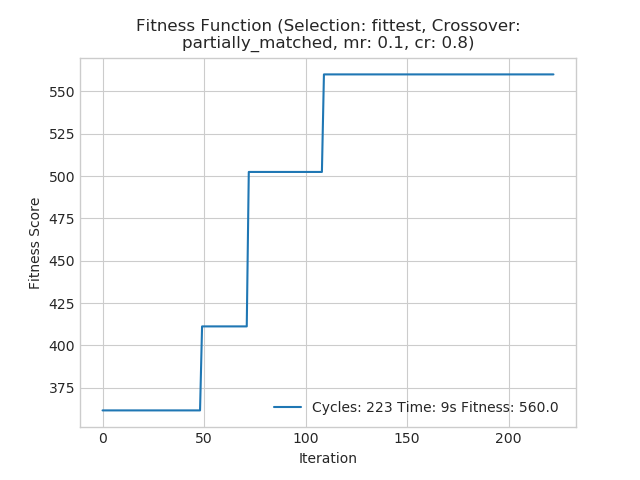 Fitness Function (Selection: fittest, Crossover:
partially_matched, mr: 0.1, cr: 0.8)
550
525
500
475
450
425
400
375
Fitness Score
Cycles: 223 Time: 9s Fitness: 560.0
0 50 100 150 200
Iteration